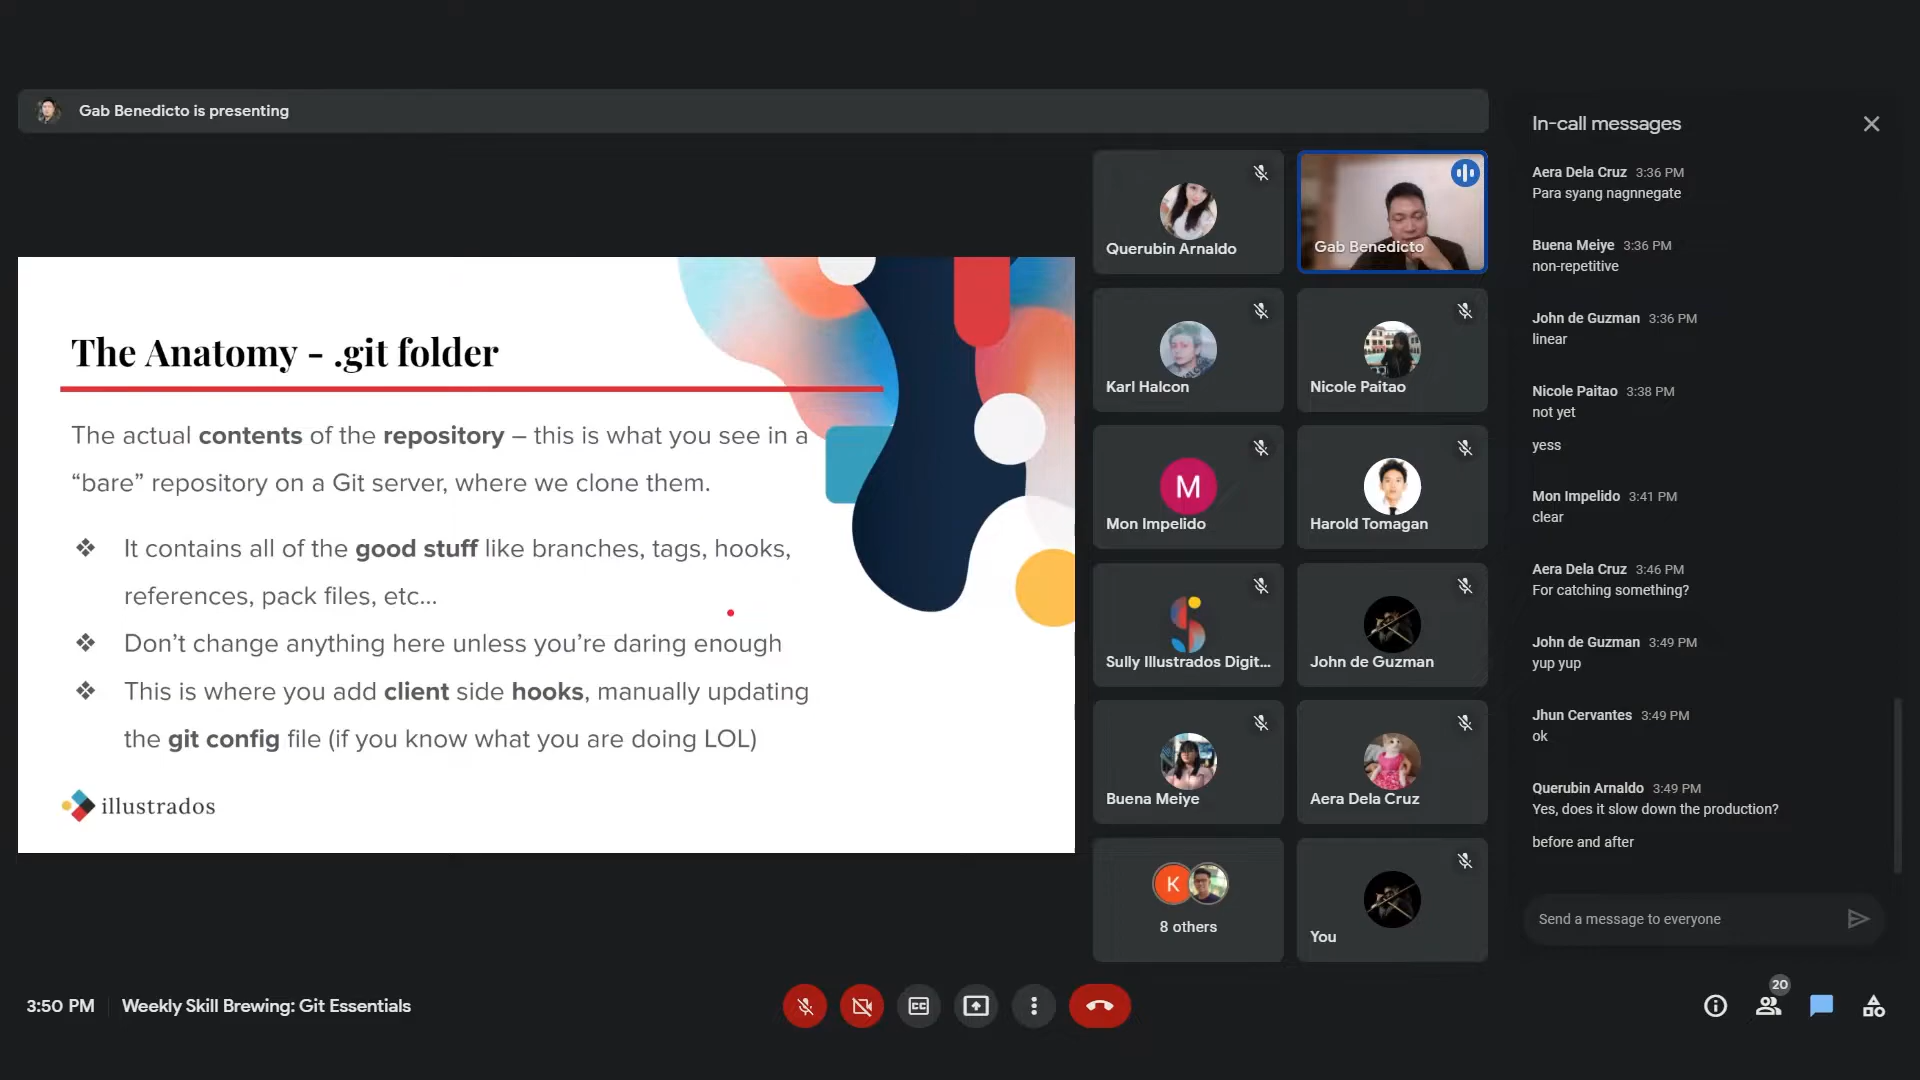 Gab Benedicto is presenting
The Anatomy - .git folder
The actual contents of the repository – this is what you see in a
“bare” repository on a Git server, where we clone them.
❖ It contains all of the good stuff like branches, tags, hooks,
references, pack files, etc...
❖ Don’t change anything here unless you’re daring enough
❖ This is where you add client side hooks, manually updating
the git config file (if you know what you are doing LOL)
illustrados
Querubin Arnaldo
Gab Benedicto
Karl Halcon
Nicole Paitao
M
Mon Impelido
Harold Tomagan
Sully Illustrados Digit...
John de Guzman
Buena Meiye
Aera Dela Cruz
K
8 others
You
In-call messages
Aera Dela Cruz 3:36 PM
Para syang nagnnegate
Buena Meiye 3:36 PM
non-repetitive
John de Guzman 3:36 PM
linear
Nicole Paitao 3:38 PM
not yet
yess
Mon Impelido 3:41 PM
clear
Aera Dela Cruz 3:46 PM
For catching something?
John de Guzman 3:49 PM
yup yup
Jhun Cervantes 3:49 PM
ok
Querubin Arnaldo 3:49 PM
Yes, does it slow down the production?
before and after
Send a message to everyone
3:50 PM Weekly Skill Brewing: Git Essentials
CC
20